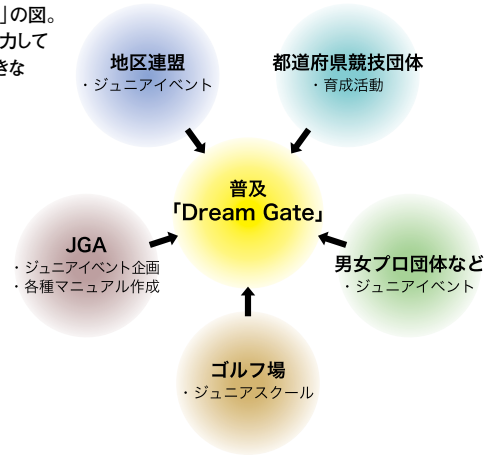 」の図。
力して
きな
地区連盟
・ジュニアイベント
都道府県競技団体
・育成活動
普及
「Dream Gate」
JGA
・ジュニアイベント企画
・各種マニュアル作成
男女プロ団体など
・ジュニアイベント
ゴルフ場
・ジュニアスクール